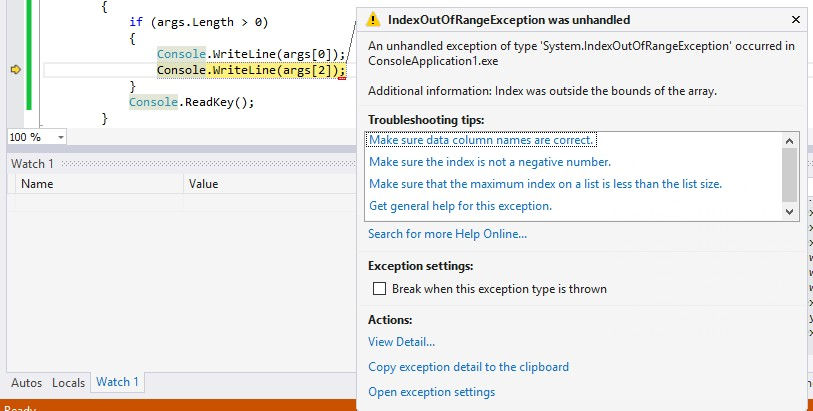 {
if (args.Length > 0)
{
Console.WriteLine(args[0]);
Console.WriteLine(args[2]);
}
Console.ReadKey();
}
100 %
Watch 1
Name Value
Autos Locals Watch 1
Ready
IndexOutOfRangeException was unhandled
An unhandled exception of type 'System.IndexOutOfRangeException' occurred in
ConsoleApplication1.exe
Additional information: Index was outside the bounds of the array.
Troubleshooting tips:
Make sure data column names are correct.
Make sure the index is not a negative number.
Make sure that the maximum index on a list is less than the list size.
Get general help for this exception.
Search for more Help Online...
Exception settings:
Break when this exception type is thrown
Actions:
View Detail...
Copy exception detail to the clipboard
Open exception settings